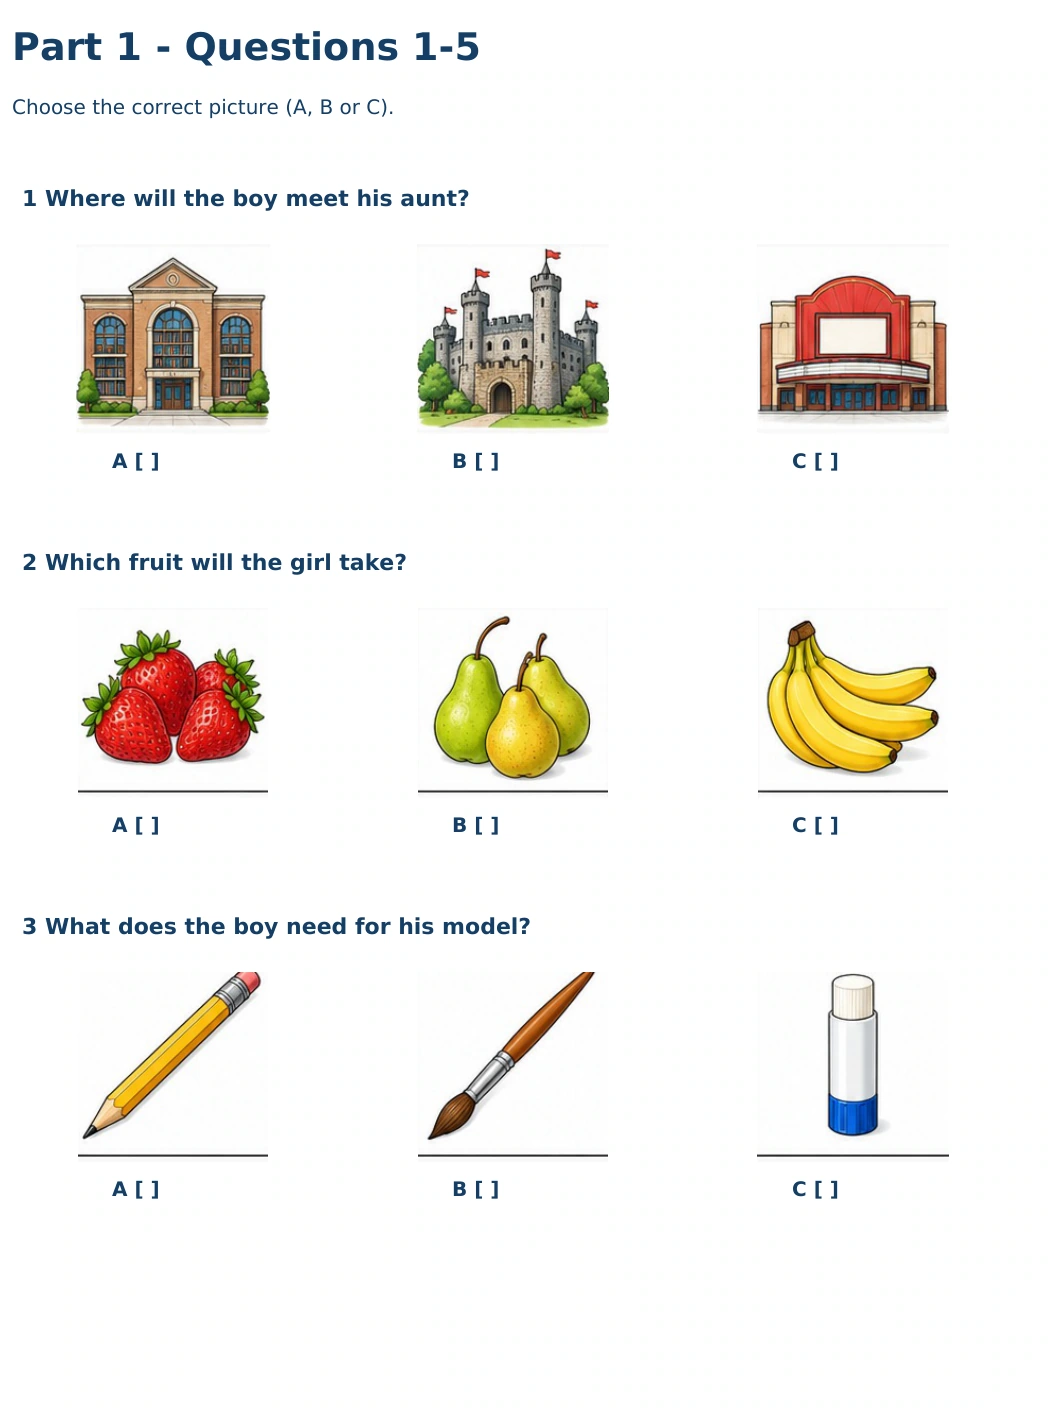 Part 1 - Questions 1-5
Choose the correct picture (A, B or C).
1 Where will the boy meet his aunt?
A [ ] B [ ] C [ ]
2 Which fruit will the girl take?
A [ ] B [ ] C [ ]
3 What does the boy need for his model?
A [ ] B [ ] C [ ]